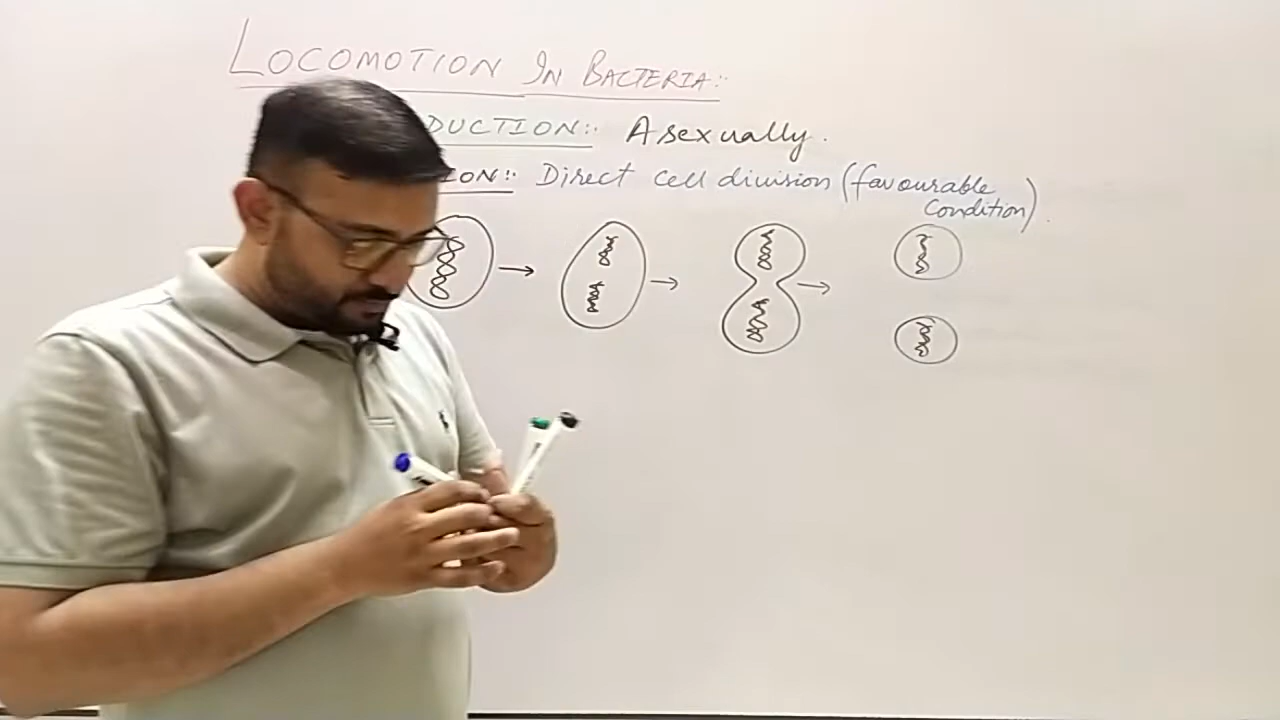 LOCOMOTION IN BACTERIA:-
DUCTION:- Asexually.
ION:- Direct cell division (favourable
Condition).